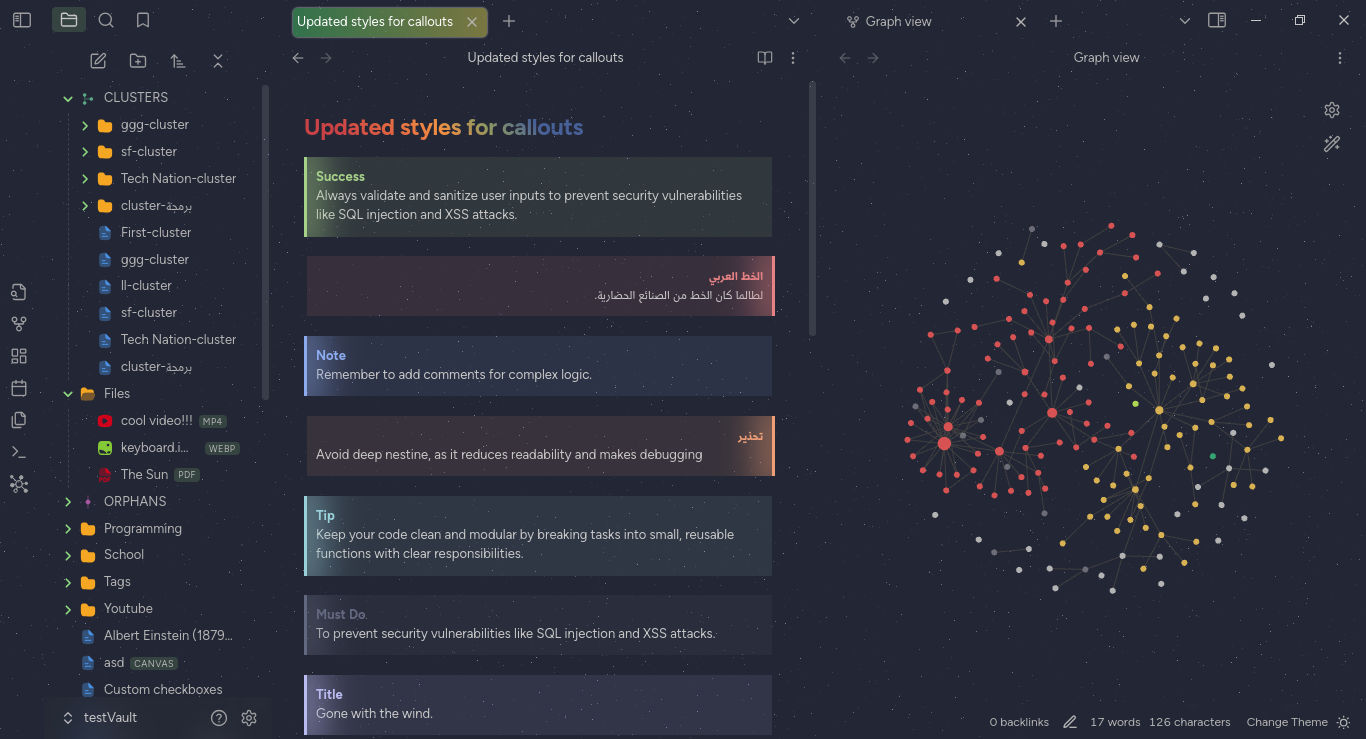 Updated styles for callouts
Graph view
Updated styles for callouts
Graph view
CLUSTERS
ggg-cluster
sf-cluster
Tech Nation-cluster
برمجة-cluster
First-cluster
ggg-cluster
ll-cluster
sf-cluster
Tech Nation-cluster
برمجة-cluster
Files
cool video!!! MP4
keyboard.i... WEBP
The Sun PDF
ORPHANS
Programming
School
Tags
Youtube
Albert Einstein (1879...
asd CANVAS
Custom checkboxes
testVault
Updated styles for callouts
Success
Always validate and sanitize user inputs to prevent security vulnerabilities
like SQL injection and XSS attacks.
الخط العربي
لطالما كان الخط من الصنائع الحضارية.
Note
Remember to add comments for complex logic.
تحذير
Avoid deep nestine, as it reduces readability and makes debugging
Tip
Keep your code clean and modular by breaking tasks into small, reusable
functions with clear responsibilities.
Must Do.
To prevent security vulnerabilities like SQL injection and XSS attacks.
Title
Gone with the wind.
0 backlinks 17 words 126 characters Change Theme